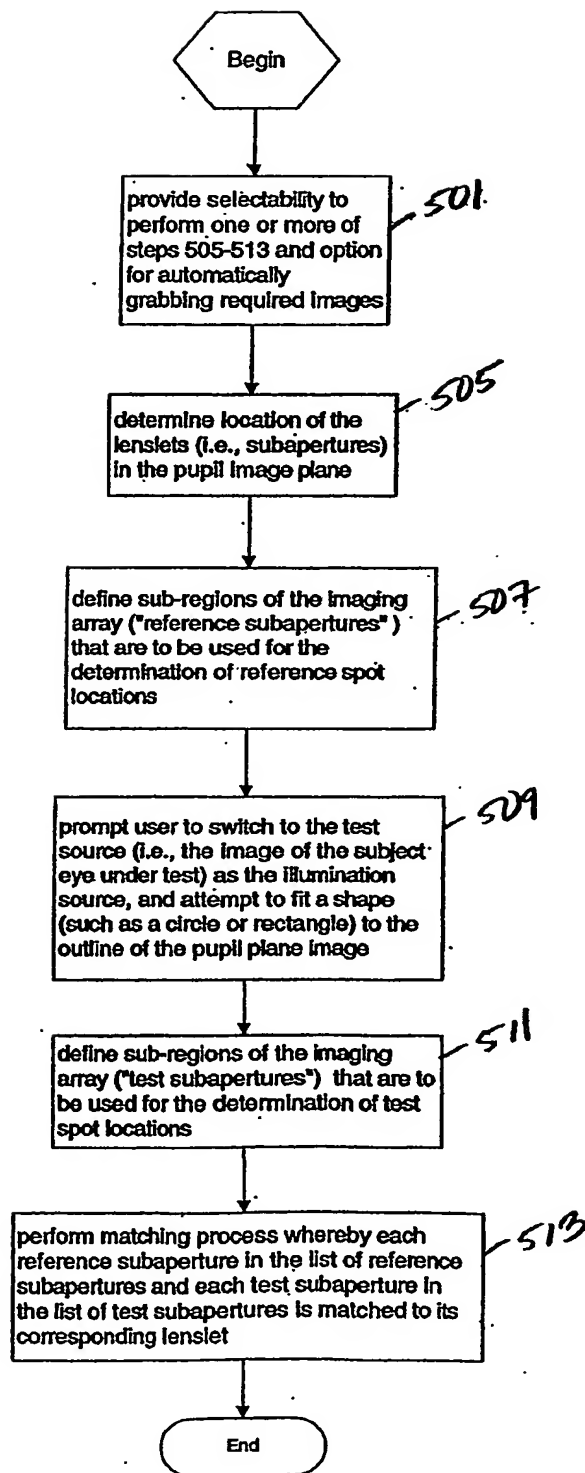 Begin
provide selectability to
perform one or more of
steps 505-513 and option
for automatically
grabbing required images
501
determine location of the
lenslets (i.e., subapertures)
in the pupil image plane
505
define sub-regions of the imaging
array ("reference subapertures" )
that are to be used for the
determination of reference spot
locations
507
prompt user to switch to the test
source (i.e., the image of the subject
eye under test) as the illumination
source, and attempt to fit a shape
(such as a circle or rectangle) to the
outline of the pupil plane image
509
define sub-regions of the imaging
array ("test subapertures") that are to
be used for the determination of test
spot locations
511
perform matching process whereby each
reference subaperture in the list of reference
subapertures and each test subaperture in
the list of test subapertures is matched to its
corresponding lenslet
513
End